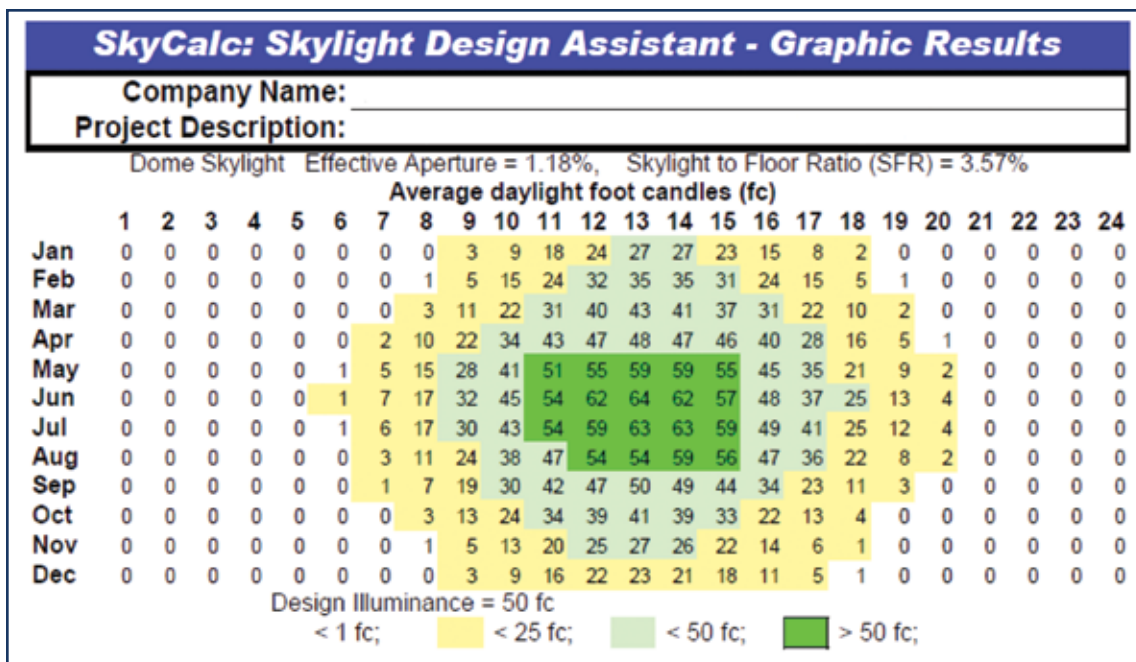 SkyCalc: Skylight Design Assistant - Graphic Results
Company Name:
Project Description:
Dome Skylight Effective Aperture = 1.18%, Skylight to Floor Ratio (SFR) = 3.57%
Average daylight foot candles (fc)
1 2 3 4 5 6 7 8 9 10 11 12 13 14 15 16 17 18 19 20 21 22 23 24
Jan 0 0 0 0 0 0 0 0 3 9 18 24 27 27 23 15 8 2 0 0 0 0 0 0
Feb 0 0 0 0 0 0 0 1 5 15 24 32 35 35 31 24 15 5 1 0 0 0 0 0
Mar 0 0 0 0 0 0 0 3 11 22 31 40 43 41 37 31 22 10 2 0 0 0 0 0
Apr 0 0 0 0 0 0 2 10 22 34 43 47 48 47 46 40 28 16 5 1 0 0 0 0
May 0 0 0 0 0 1 5 15 28 41 51 55 59 59 55 45 35 21 9 2 0 0 0 0
Jun 0 0 0 0 0 1 7 17 32 45 54 62 64 62 57 48 37 25 13 4 0 0 0 0
Jul 0 0 0 0 0 1 6 17 30 43 54 59 63 63 59 49 41 25 12 4 0 0 0 0
Aug 0 0 0 0 0 0 3 11 24 38 47 54 54 59 56 47 36 22 8 2 0 0 0 0
Sep 0 0 0 0 0 0 1 7 19 30 42 47 50 49 44 34 23 11 3 0 0 0 0 0
Oct 0 0 0 0 0 0 0 3 13 24 34 39 41 39 33 22 13 4 0 0 0 0 0 0
Nov 0 0 0 0 0 0 0 1 5 13 20 25 27 26 22 14 6 1 0 0 0 0 0 0
Dec 0 0 0 0 0 0 0 0 3 9 16 22 23 21 18 11 5 1 0 0 0 0 0 0
Design Illuminance = 50 fc
< 1 fc; < 25 fc; < 50 fc; > 50 fc;